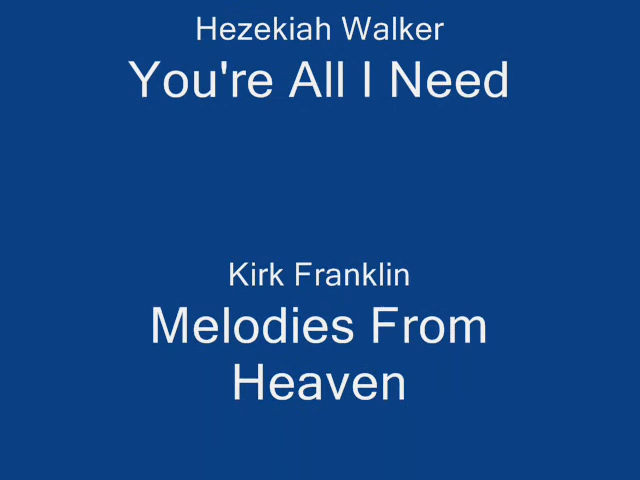 Hezekiah Walker
You're All I Need
Kirk Franklin
Melodies From
Heaven